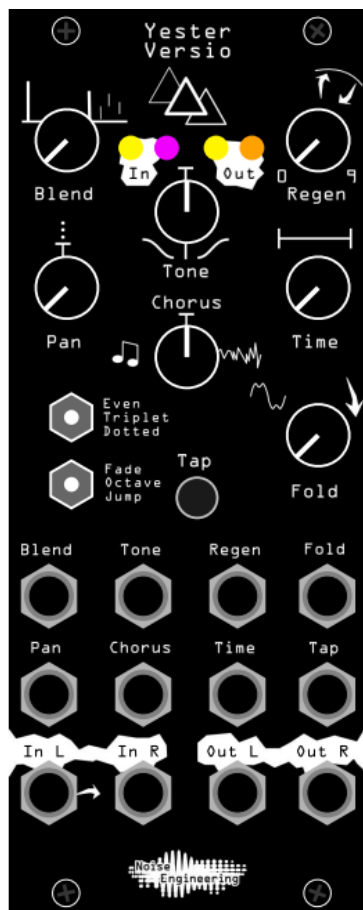 Yester
Versio
In
Out
Blend
0
9
Regen
Tone
Pan
Chorus
Time
Even
Triplet
Dotted
Fade
Octave
Jump
Tap
Fold
Blend Tone Regen Fold
Pan Chorus Time Tap
In L In R Out L Out R
Noise
Engineering